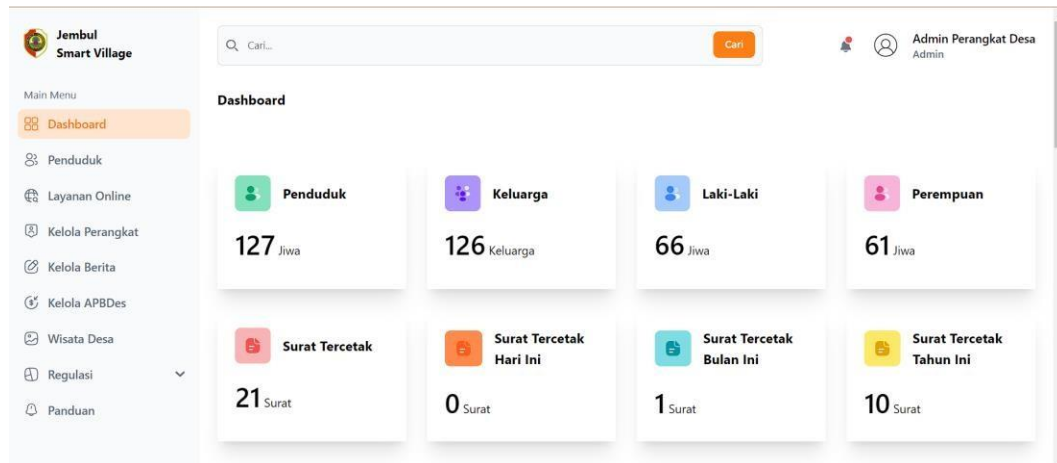 Jembul
Smart Village
Cari...
Cari
Admin Perangkat Desa
Admin
Main Menu
Dashboard
Penduduk
Layanan Online
Kelola Perangkat
Kelola Berita
Kelola APBDes
Wisata Desa
Regulasi
Panduan
Dashboard
Penduduk
127 Jiwa
Keluarga
126 Keluarga
Laki-Laki
66 Jiwa
Perempuan
61 Jiwa
Surat Tercetak
21 Surat
Surat Tercetak
Hari Ini
0 Surat
Surat Tercetak
Bulan Ini
1 Surat
Surat Tercetak
Tahun Ini
10 Surat